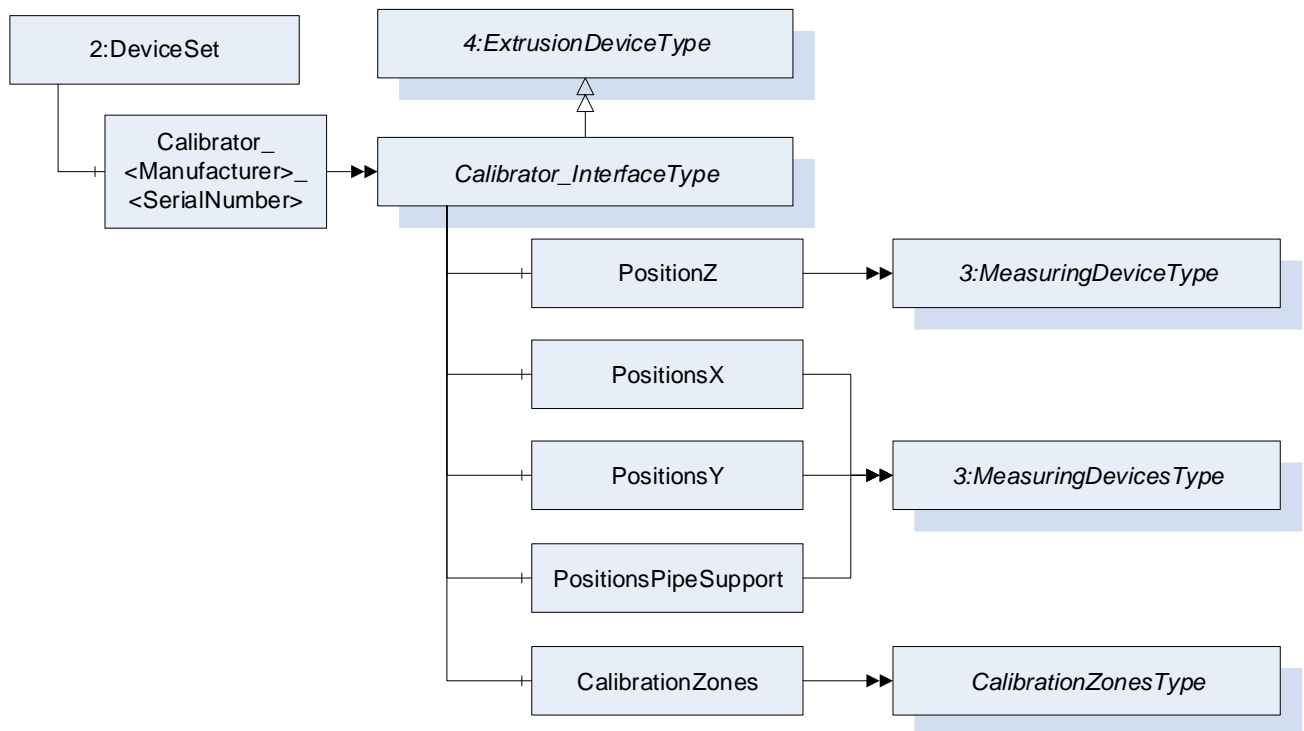 2:DeviceSet
4:ExtrusionDeviceType
Calibrator_
<Manufacturer>_
<SerialNumber>
Calibrator_InterfaceType
PositionZ
3:MeasuringDeviceType
PositionsX
PositionsY
3:MeasuringDevicesType
PositionsPipeSupport
CalibrationZones
CalibrationZonesType